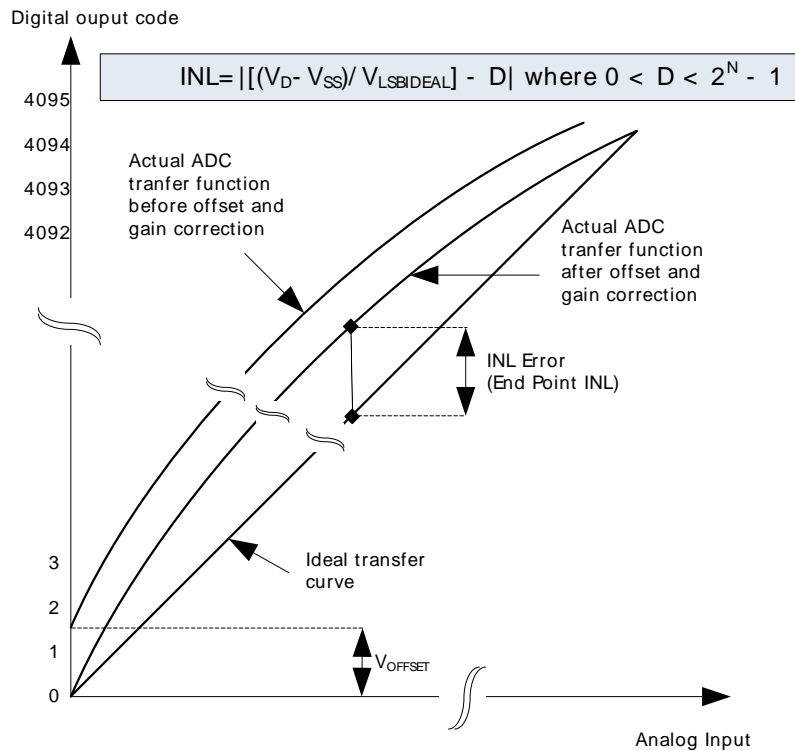 Digital ouput code
INL= |[(VD- VSS)/ VLSBIDEAL] - D| where 0 < D < 2^N - 1
4095
4094
4093
4092
Actual ADC
tranfer function
before offset and
gain correction
Actual ADC
tranfer function
after offset and
gain correction
INL Error
(End Point INL)
Ideal transfer
curve
3
2
1
0
VOFFSET
Analog Input